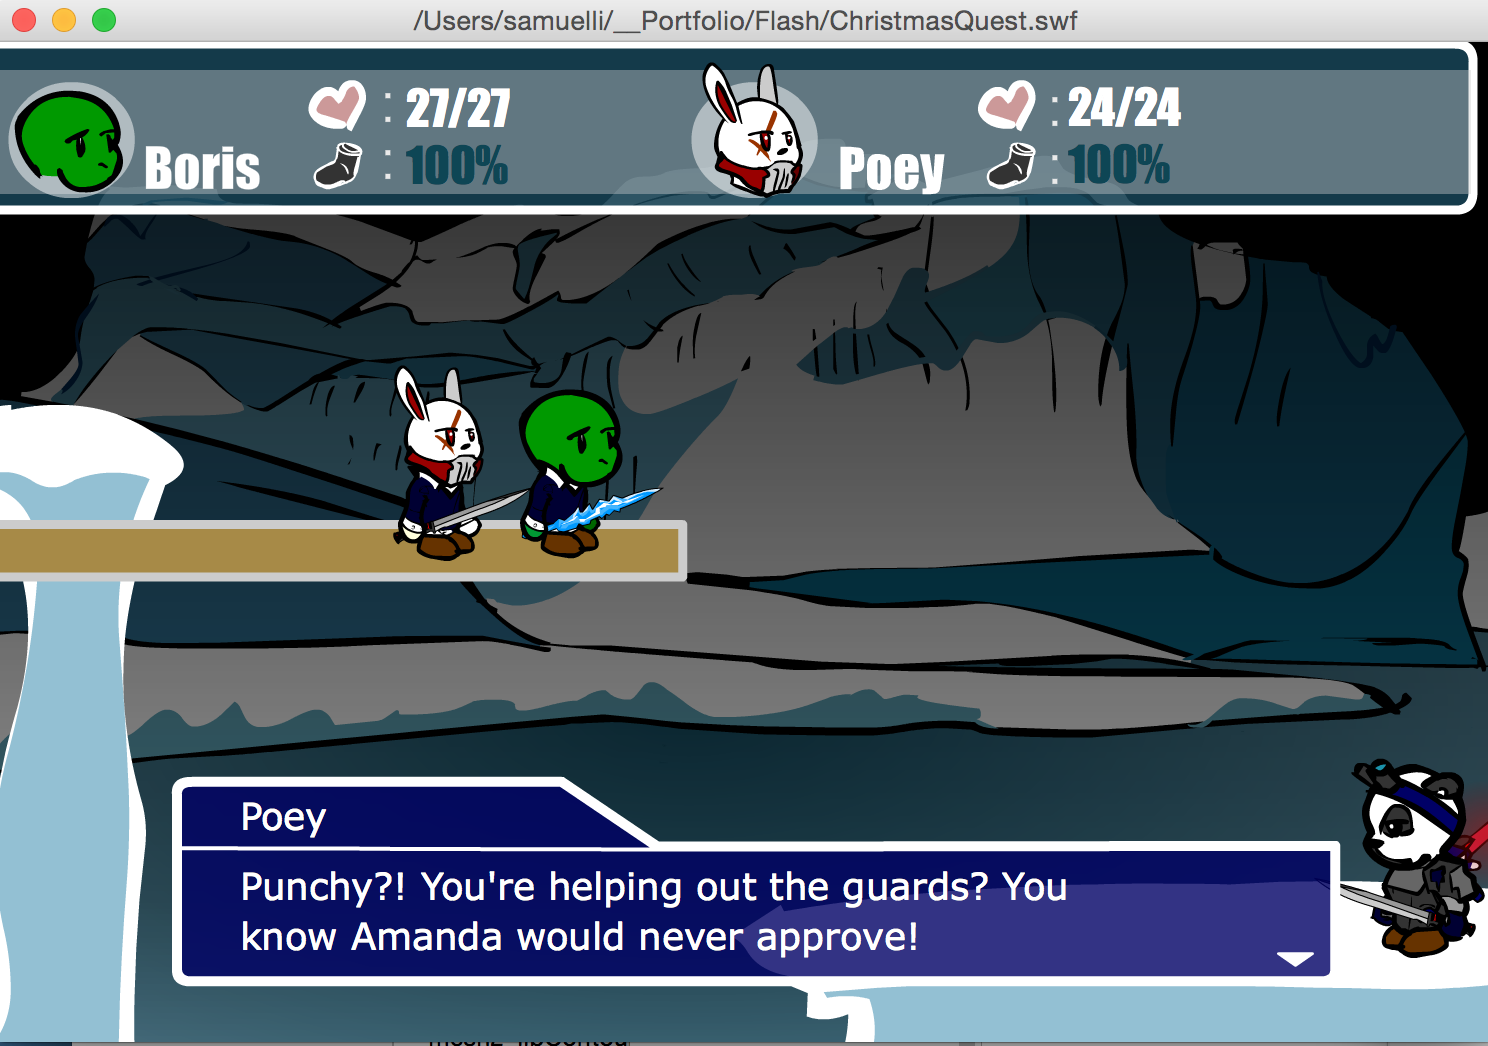 /Users/samuelli/__Portfolio/Flash/ChristmasQuest.swf
Boris
: 27/27
: 100%
Poey
: 24/24
: 100%
Poey
Punchy?! You're helping out the guards? You
know Amanda would never approve!